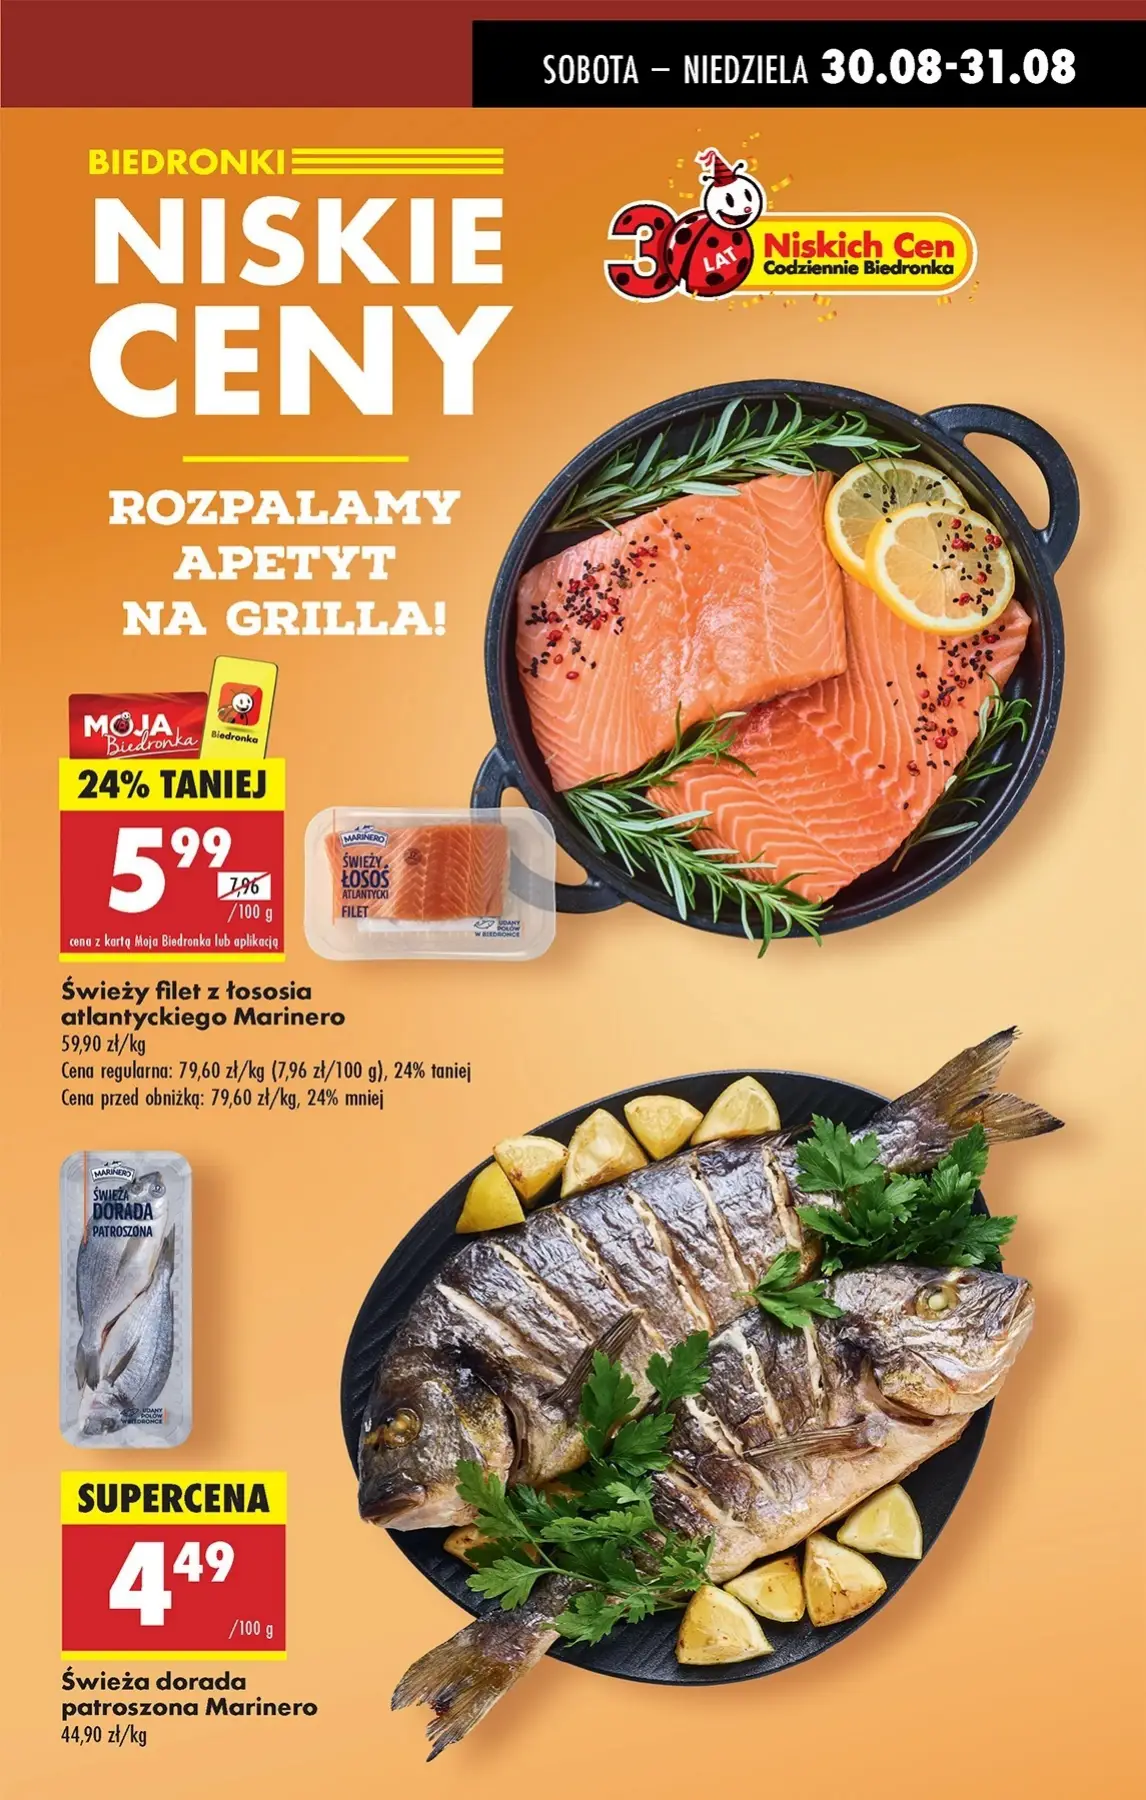 SOBOTA – NIEDZIELA 30.08-31.08
BIEDRONKI
NISKIE
CENY
30 LAT
Niskich Cen
Codziennie Biedronka
ROZPALAMY
APETYT
NA GRILLA!
MOJA
Biedronka
Biedronka
24% TANIEJ
5 99
7,96
/100 g
cena z kartą Moja Biedronka lub aplikacją
MARINERO
ŚWIEŻY
ŁOSOŚ
ATLANTYCKI
FILET
UDANY
POŁÓW
W BIEDRONCE
Świeży filet z łososia
atlantyckiego Marinero
59,90 zł/kg
Cena regularna: 79,60 zł/kg (7,96 zł/100 g), 24% taniej
Cena przed obniżką: 79,60 zł/kg, 24% mniej
MARINERO
ŚWIEŻA
DORADA
PATROSZONA
UDANY
POŁÓW
W BIEDRONCE
SUPERCENA
4 49
/100 g
Świeża dorada
patroszona Marinero
44,90 zł/kg